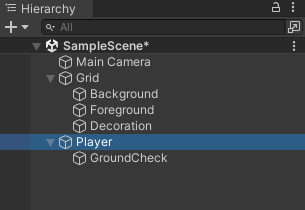 Hierarchy
All
SampleScene*
Main Camera
Grid
Background
Foreground
Decoration
Player
GroundCheck